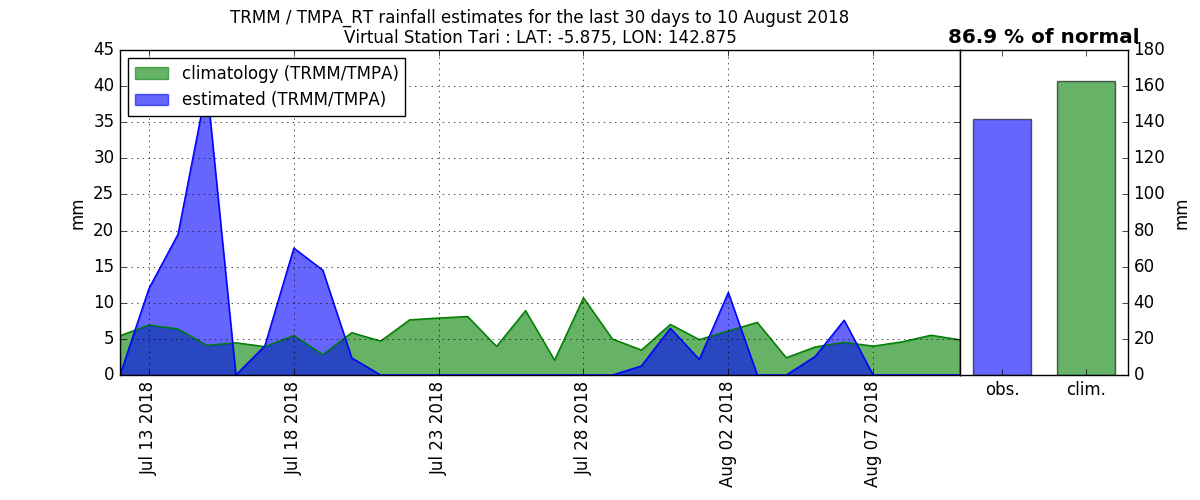 TRMM / TMPA_RT rainfall estimates for the last 30 days to 10 August 2018
Virtual Station Tari : LAT: -5.875, LON: 142.875
86.9 % of normal
climatology (TRMM/TMPA)
estimated (TRMM/TMPA)
45
40
35
30
25
20
15
10
5
0
mm
Jul 13 2018
Jul 18 2018
Jul 23 2018
Jul 28 2018
Aug 02 2018
Aug 07 2018
obs.
clim.
180
160
140
120
100
80
60
40
20
0
mm